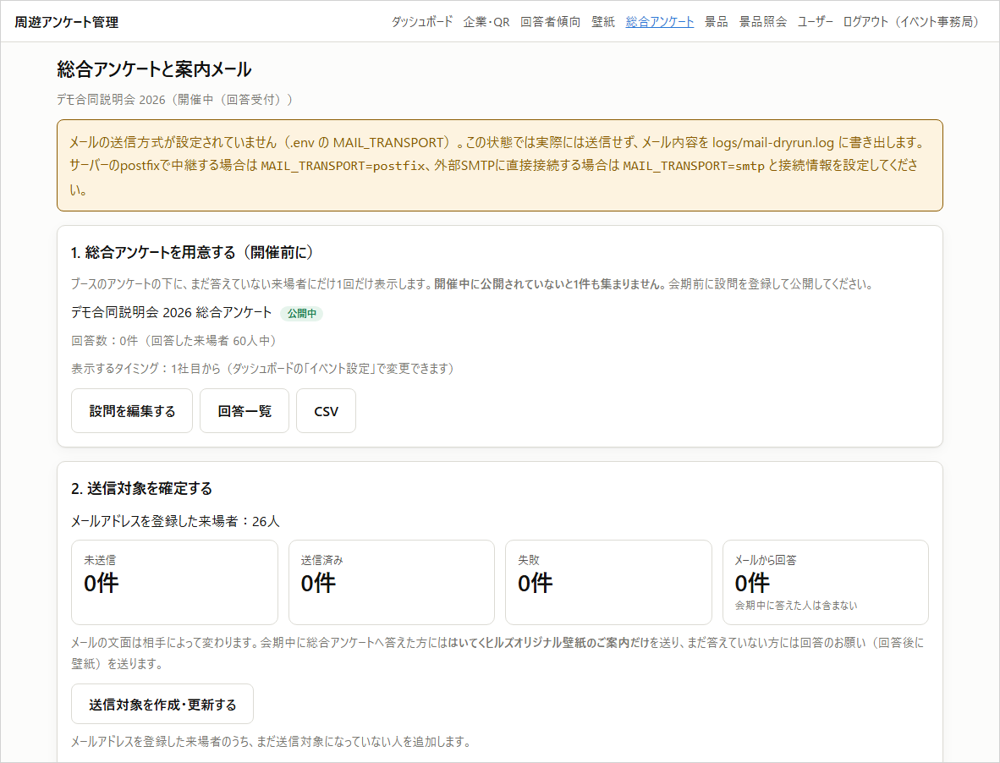 周遊アンケート管理
ダッシュボード 企業・QR 回答者傾向 壁紙 総合アンケート 景品 景品照会 ユーザー ログアウト（イベント事務局）
総合アンケートと案内メール
デモ合同説明会 2026（開催中（回答受付））
メールの送信方式が設定されていません（.env の MAIL_TRANSPORT）。この状態では実際には送信せず、メール内容を logs/mail-dryrun.log に書き出します。
サーバーのpostfixで中継する場合は MAIL_TRANSPORT=postfix、外部SMTPに直接接続する場合は MAIL_TRANSPORT=smtp と接続情報を設定してくださ
い。
1. 総合アンケートを用意する（開催前に）
ブースのアンケートの下に、まだ答えていない来場者にだけ1回だけ表示します。開催中に公開されていないと1件も集まりません。会期前に設問を登録して公開してください。
デモ合同説明会 2026 総合アンケート 公開中
回答数：0件（回答した来場者 60人中）
表示するタイミング：1社目から（ダッシュボードの「イベント設定」で変更できます）
設問を編集する 回答一覧 CSV
2. 送信対象を確定する
メールアドレスを登録した来場者：26人
未送信 送信済み 失敗 メールから回答
0件 0件 0件 0件
会期中に答えた人は含まない
メールの文面は相手によって変わります。会期中に総合アンケートへ答えた方にははいてくヒルズオリジナル壁紙のご案内だけを送り、まだ答えていない方には回答のお願い（回答後に
壁紙）を送ります。
送信対象を作成・更新する
メールアドレスを登録した来場者のうち、まだ送信対象になっていない人を追加します。